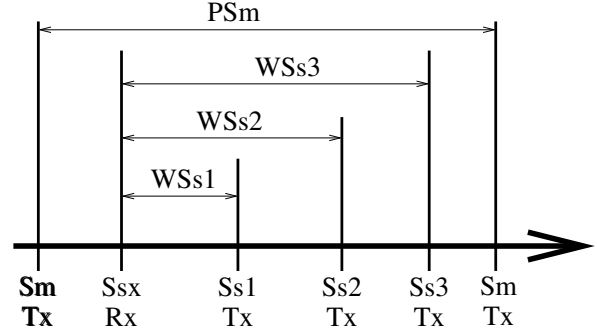 PSm
WSs3
WSs2
WSs1
Sm Ssx Ss1 Ss2 Ss3 Sm
Tx Rx Tx Tx Tx Tx